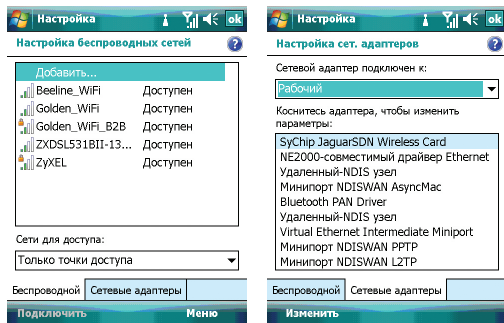 Настройка
ok
Настройка беспроводных сетей
?
Добавить...
Beeline_WiFi Доступен
Golden_WiFi Доступен
Golden_WiFi_B2B Доступен
ZXDSL531BII-13... Доступен
ZyXEL Доступен
Сети для доступа:
Только точки доступа
Беспроводной Сетевые адаптеры
Подключить Меню
Настройка
ok
Настройка сет. адаптеров
?
Сетевой адаптер подключен к:
Рабочий
Коснитесь адаптера, чтобы изменить
параметры:
SyChip JaguarSDN Wireless Card
NE2000-совместимый драйвер Ethernet
Удаленный-NDIS узел
Минипорт NDISWAN AsyncMac
Bluetooth PAN Driver
Удаленный-NDIS узел
Virtual Ethernet Intermediate Miniport
Минипорт NDISWAN PPTP
Минипорт NDISWAN L2TP
Беспроводной Сетевые адаптеры
Изменить